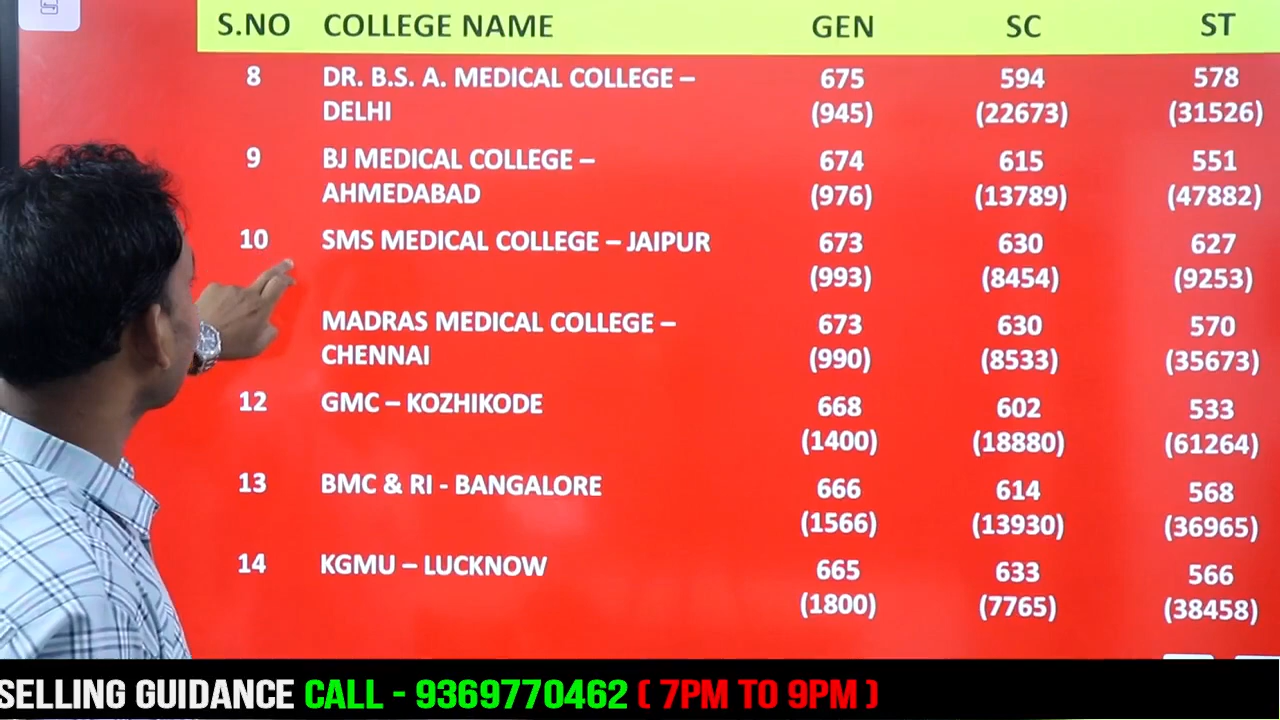 S.NO COLLEGE NAME GEN SC ST
8 DR. B.S. A. MEDICAL COLLEGE – 675 594 578
DELHI (945) (22673) (31526)
9 BJ MEDICAL COLLEGE – 674 615 551
AHMEDABAD (976) (13789) (47882)
10 SMS MEDICAL COLLEGE – JAIPUR 673 630 627
(993) (8454) (9253)
MADRAS MEDICAL COLLEGE – 673 630 570
CHENNAI (990) (8533) (35673)
12 GMC – KOZHIKODE 668 602 533
(1400) (18880) (61264)
13 BMC & RI - BANGALORE 666 614 568
(1566) (13930) (36965)
14 KGMU – LUCKNOW 665 633 566
(1800) (7765) (38458)
SELLING GUIDANCE CALL - 9369770462 ( 7PM TO 9PM )